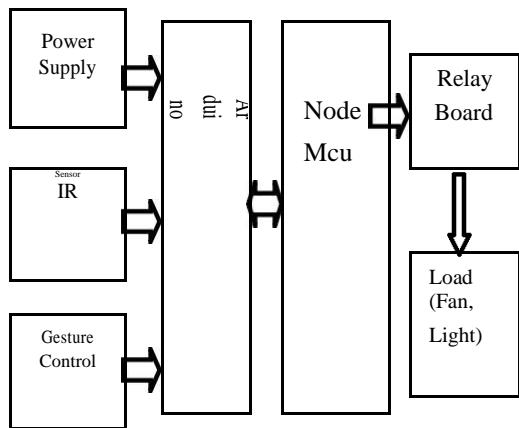 Power
Supply
Sensor
IR
Gesture
Control
Ar
dui
no
Node
Mcu
Relay
Board
Load
(Fan,
Light)